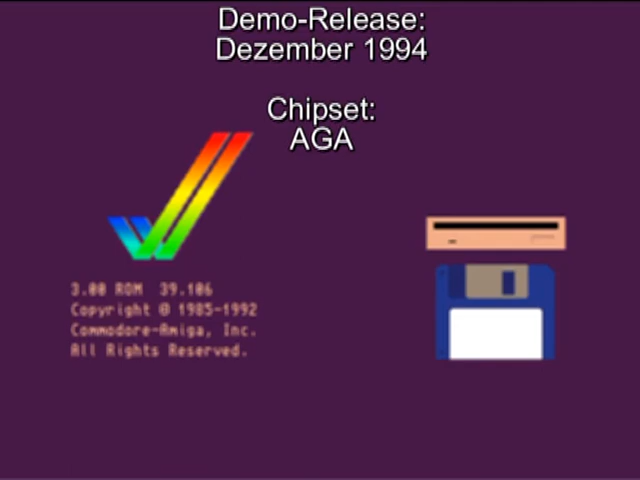 Demo-Release:
Dezember 1994
Chipset:
AGA
3.00 ROM 39.106
Copyright © 1985-1992
Commodore-Amiga, Inc.
All Rights Reserved.